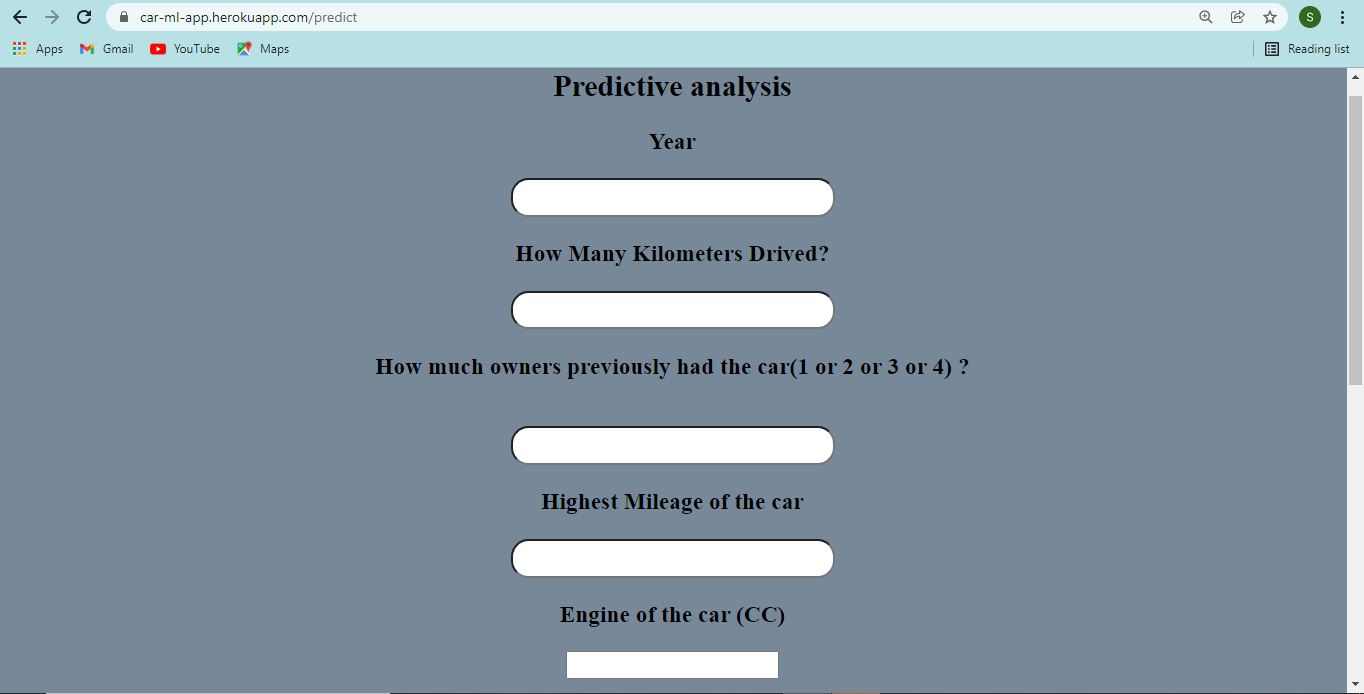 car-ml-app.herokuapp.com/predict
S
Apps Gmail YouTube Maps Reading list
Predictive analysis
Year
How Many Kilometers Drived?
How much owners previously had the car(1 or 2 or 3 or 4) ?
Highest Mileage of the car
Engine of the car (CC)